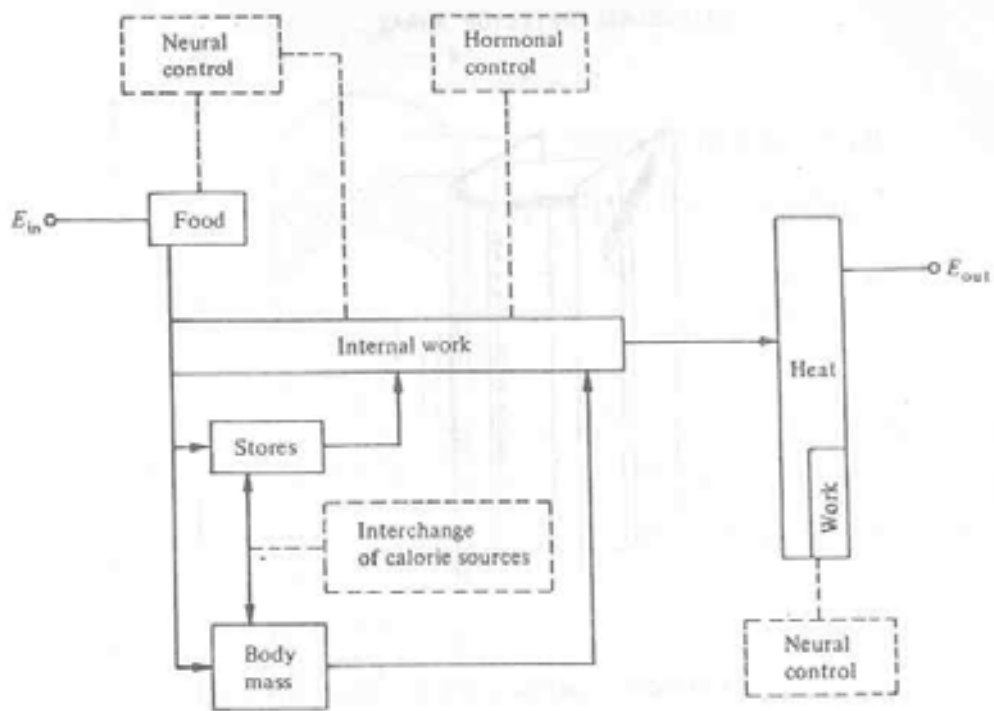 Neural
control
Hormonal
control
E_in
Food
E_out
Internal work
Heat
Stores
Work
Interchange
of calorie sources
Body
mass
Neural
control